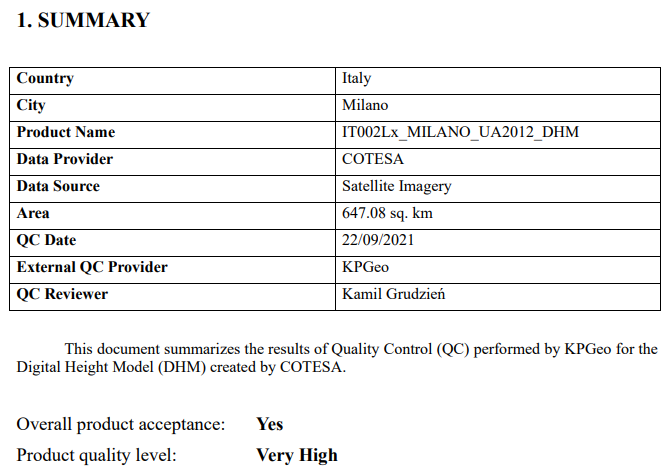 1. SUMMARY
Country Italy
City Milano
Product Name IT002Lx_MILANO_UA2012_DHM
Data Provider COTESA
Data Source Satellite Imagery
Area 647.08 sq. km
QC Date 22/09/2021
External QC Provider KPGeo
QC Reviewer Kamil Grudzień
This document summarizes the results of Quality Control (QC) performed by KPGeo for the
Digital Height Model (DHM) created by COTESA.
Overall product acceptance: Yes
Product quality level: Very High